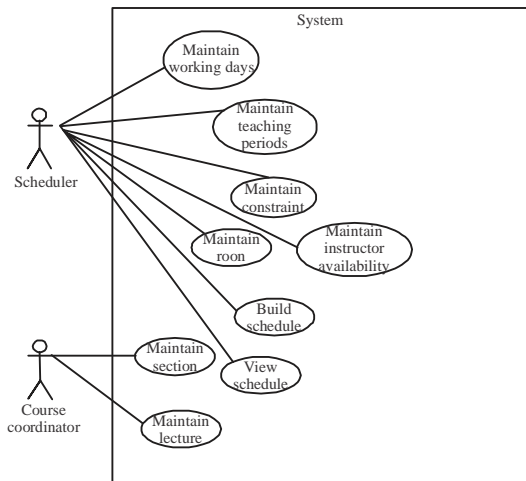 System
Maintain
working days
Maintain
teaching
periods
Scheduler
Maintain
constraint
Maintain
roon
Maintain
instructor
availability
Build
schedule
Maintain
section
View
schedule
Course
coordinator
Maintain
lecture